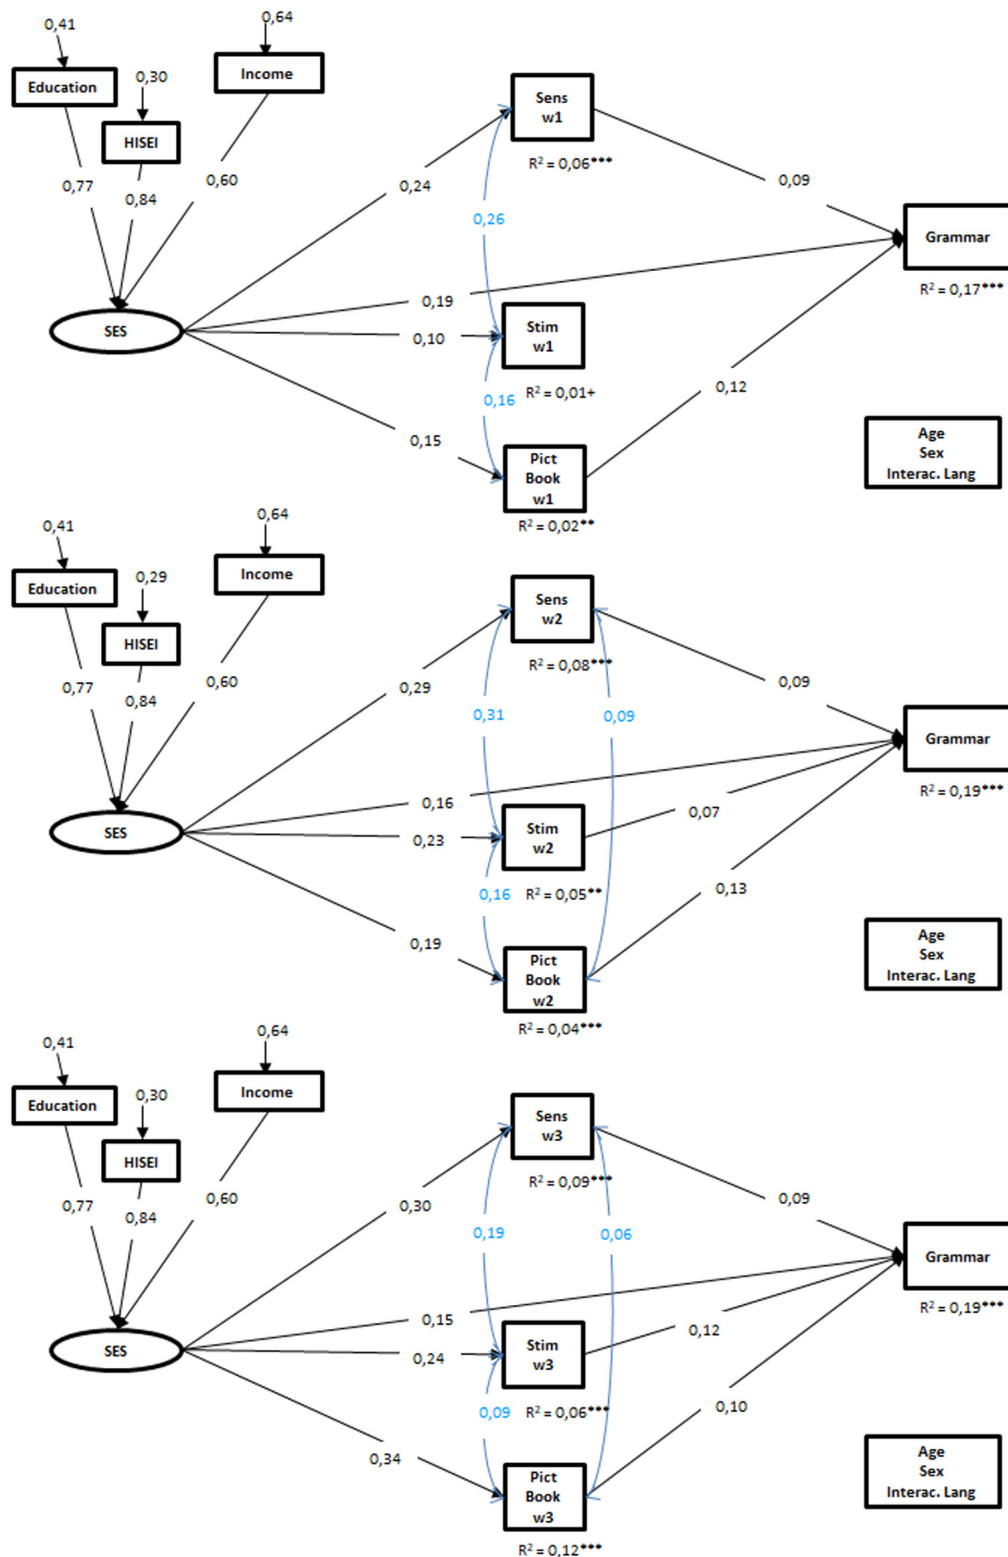 0,41
0,64
Education
0,30
Income
HISEI
Sens
w1
R² = 0,06***
0,77
0,84
0,60
0,24
0,09
0,26
Grammar
R² = 0,17***
0,19
SES
0,10
Stim
w1
R² = 0,01+
0,16
0,12
0,15
Pict
Book
w1
R² = 0,02**
Age
Sex
Interac. Lang
0,41
0,64
Education
0,29
Income
HISEI
Sens
w2
R² = 0,08***
0,77
0,84
0,60
0,29
0,09
0,31
0,09
Grammar
R² = 0,19***
0,16
SES
0,23
Stim
w2
0,07
R² = 0,05**
0,16
0,13
0,19
Pict
Book
w2
R² = 0,04***
Age
Sex
Interac. Lang
0,41
0,64
Education
0,30
Income
HISEI
Sens
w3
R² = 0,09***
0,77
0,84
0,60
0,30
0,09
0,19
0,06
Grammar
R² = 0,19***
0,15
SES
0,24
Stim
w3
0,12
R² = 0,06***
0,09
0,10
0,34
Pict
Book
w3
R² = 0,12***
Age
Sex
Interac. Lang